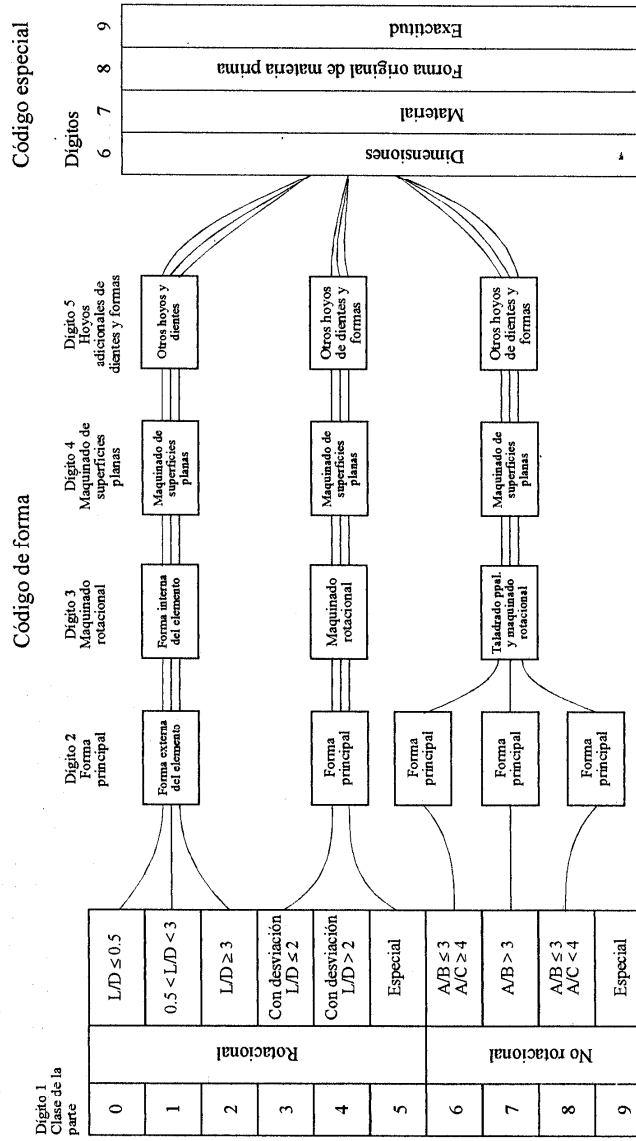 Código de forma
Código especial
Dígitos
6
7
8
9
Dimensiones
Material
Forma original de materia prima
Exactitud
Dígito 1
Clase de la
parte
Dígito 2
Forma
principal
Dígito 3
Maquinado
rotacional
Dígito 4
Maquinado de
superficies
planas
Dígito 5
Hoyos
adicionales de
dientes y formas
Rotacional
0
L/D ≤ 0.5
1
0.5 < L/D < 3
2
L/D ≥ 3
3
Con desviación
L/D ≤ 2
4
Con desviación
L/D > 2
5
Especial
No rotacional
6
A/B ≤ 3
A/C ≥ 4
7
A/B > 3
8
A/B ≤ 3
A/C < 4
9
Especial
Forma externa
del elemento
Forma interna
del elemento
Maquinado de
superficies
planas
Otros hoyos y
dientes
Forma
principal
Maquinado
rotacional
Maquinado de
superficies
planas
Otros hoyos
de dientes y
formas
Forma
principal
Forma
principal
Forma
principal
Taladrado ppal.
y maquinado
rotacional
Maquinado de
superficies
planas
Otros hoyos
de dientes y
formas